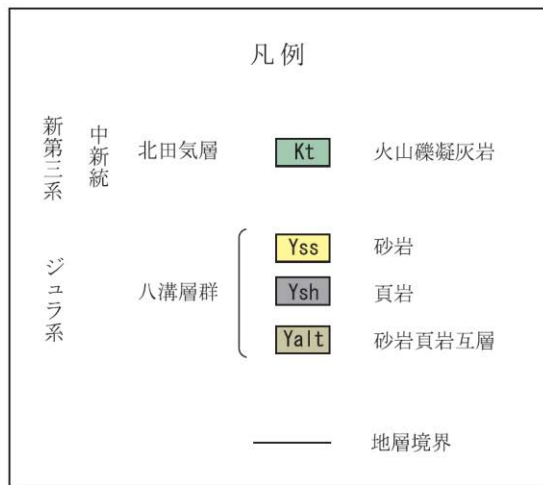 凡例
新第三系 中新統 北田気層 Kt 火山礫凝灰岩
ジュラ系 八溝層群
Yss 砂岩
Ysh 頁岩
Yalt 砂岩頁岩互層
地層境界